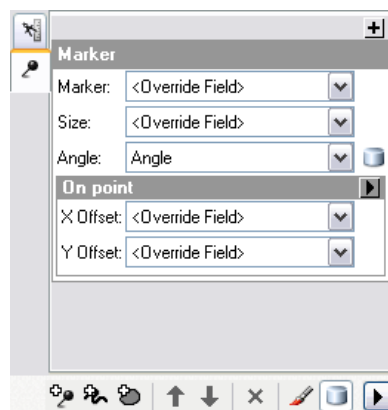 Marker
Marker: <Override Field>
Size: <Override Field>
Angle: Angle
On point
X Offset: <Override Field>
Y Offset: <Override Field>